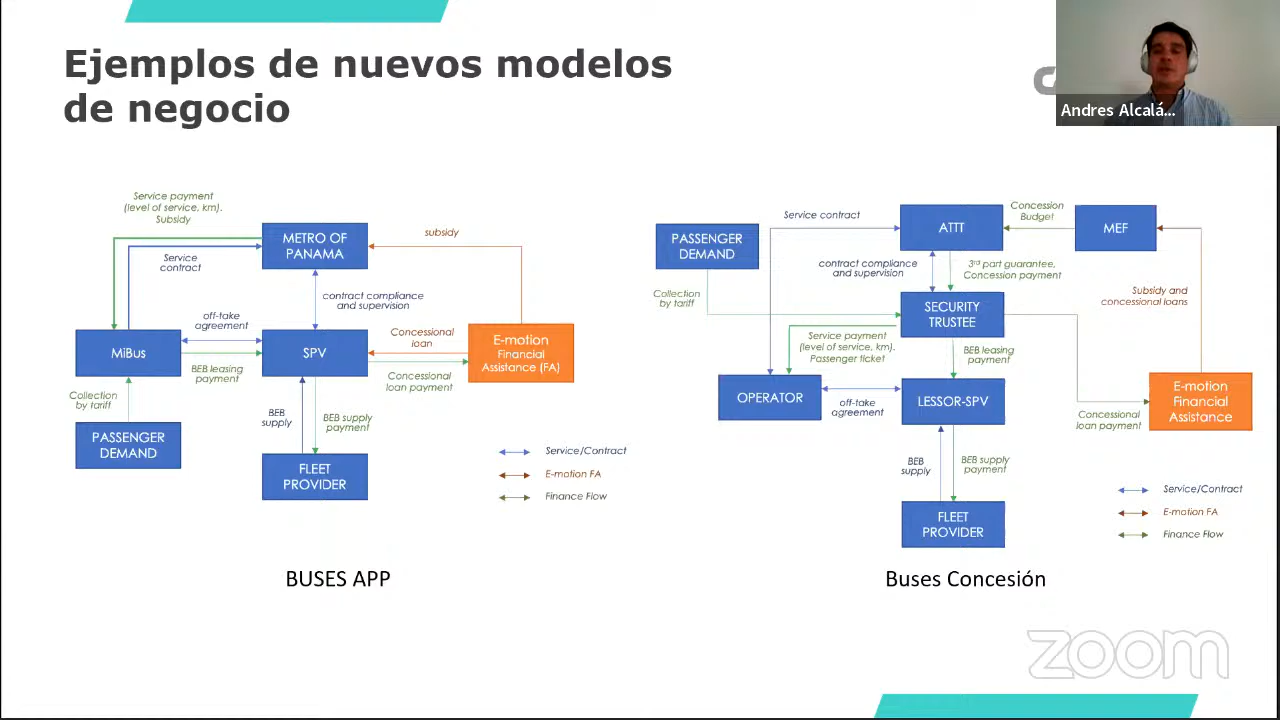 Ejemplos de nuevos modelos
de negocio
Andres Alcalá...
Service payment
(level of service, km).
Subsidy
METRO OF
PANAMA
subsidy
Service
contract
contract compliance
and supervision
off-take
agreement
MiBus
SPV
Concessional
loan
E-motion
Financial
Assistance (FA)
BEB leasing
payment
Concessional
loan payment
Collection
by tariff
BEB
supply
BEB supply
payment
PASSENGER
DEMAND
FLEET
PROVIDER
Service/Contract
E-motion FA
Finance Flow
BUSES APP
PASSENGER
DEMAND
Service contract
ATTT
Concession
Budget
MEF
contract compliance
and supervision
3rd part guarantee,
Concession payment
Collection
by tariff
SECURITY
TRUSTEE
Subsidy and
concessional loans
Service payment
(level of service, km).
Passenger ticket
BEB leasing
payment
OPERATOR
off-take
agreement
LESSOR-SPV
E-motion
Financial
Assistance
Concessional
loan payment
BEB
supply
BEB supply
payment
FLEET
PROVIDER
Service/Contract
E-motion FA
Finance Flow
Buses Concesión
zoom